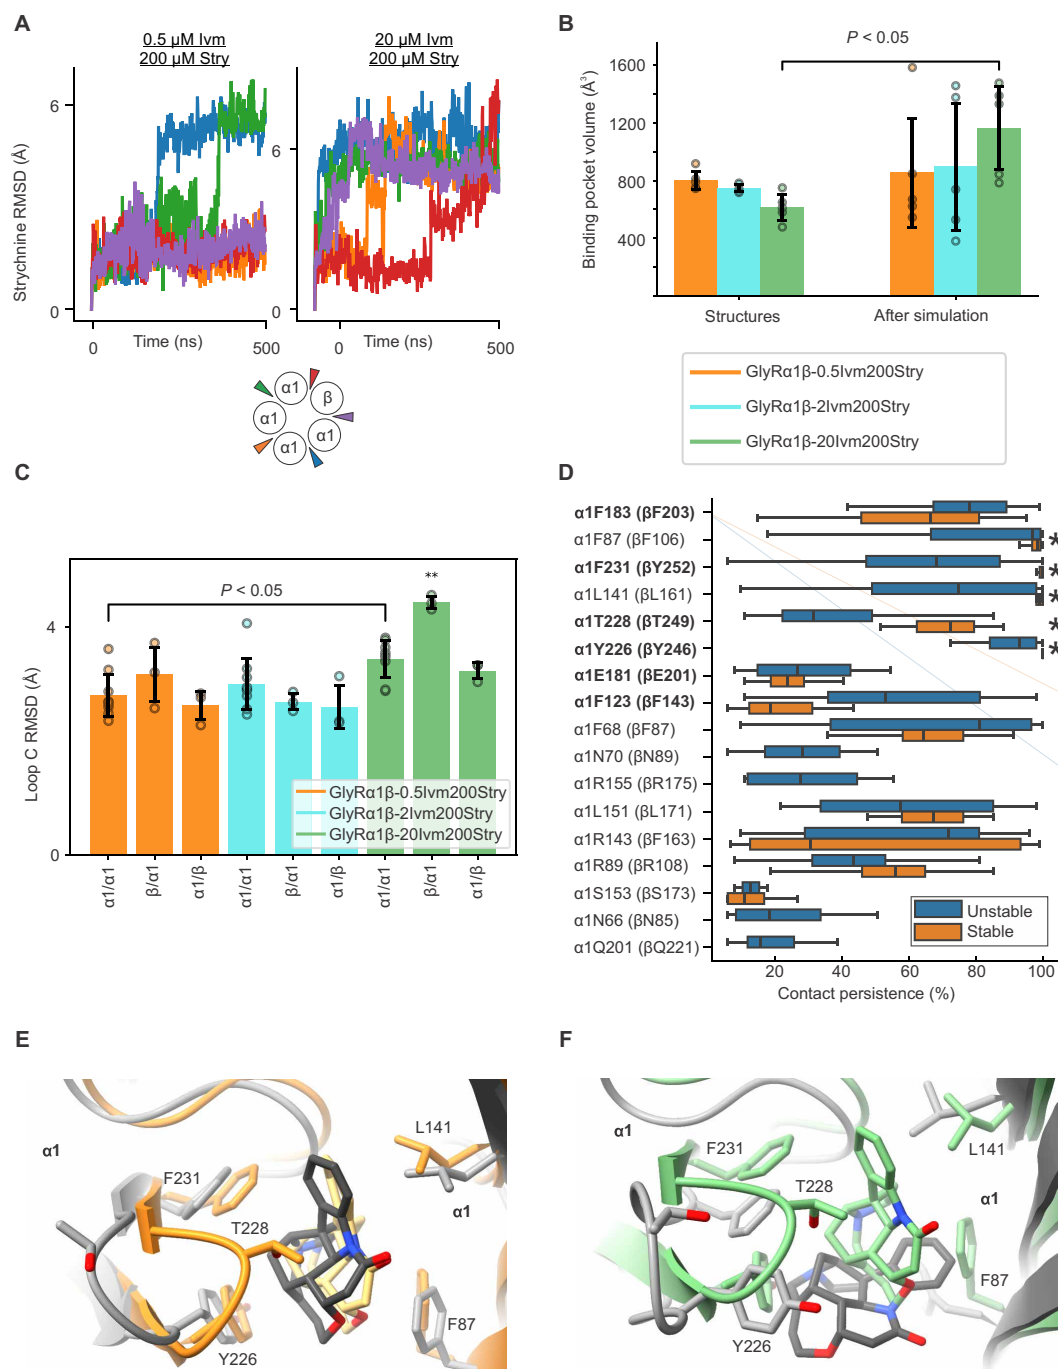 A
0.5 μM Ivm
200 μM Stry
20 μM Ivm
200 μM Stry
Strychnine RMSD (Å)
6
0
6
0
0
Time (ns)
500
0
Time (ns)
500
α1
β
α1
α1
α1
B
P < 0.05
Binding pocket volume (Å³)
1600
1200
800
400
Structures
After simulation
GlyRα1β-0.5Ivm200Stry
GlyRα1β-2Ivm200Stry
GlyRα1β-20Ivm200Stry
C
P < 0.05
**
Loop C RMSD (Å)
4
0
GlyRα1β-0.5Ivm200Stry
GlyRα1β-2Ivm200Stry
GlyRα1β-20Ivm200Stry
α1/α1
β/α1
α1/β
α1/α1
β/α1
α1/β
α1/α1
β/α1
α1/β
D
α1F183 (βF203)
α1F87 (βF106)
*
α1F231 (βY252)
*
α1L141 (βL161)
*
α1T228 (βT249)
*
α1Y226 (βY246)
*
α1E181 (βE201)
α1F123 (βF143)
α1F68 (βF87)
α1N70 (βN89)
α1R155 (βR175)
α1L151 (βL171)
α1R143 (βF163)
α1R89 (βR108)
α1S153 (βS173)
α1N66 (βN85)
α1Q201 (βQ221)
Unstable
Stable
20
40
60
80
100
Contact persistence (%)
E
α1
L141
F231
α1
T228
F87
Y226
F
α1
F231
L141
T228
α1
F87
Y226